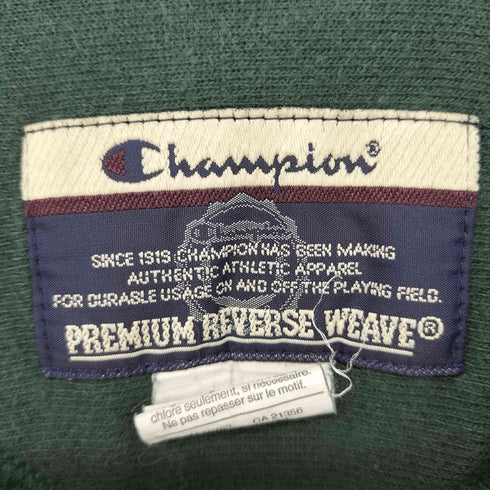 Champion®
SINCE 1919 CHAMPION HAS BEEN MAKING
AUTHENTIC ATHLETIC APPAREL
FOR DURABLE USAGE ON AND OFF THE PLAYING FIELD.
PREMIUM REVERSE WEAVE®
chlore seulement, si nécessaire.
Ne pas repasser sur le motif.
CA 21356